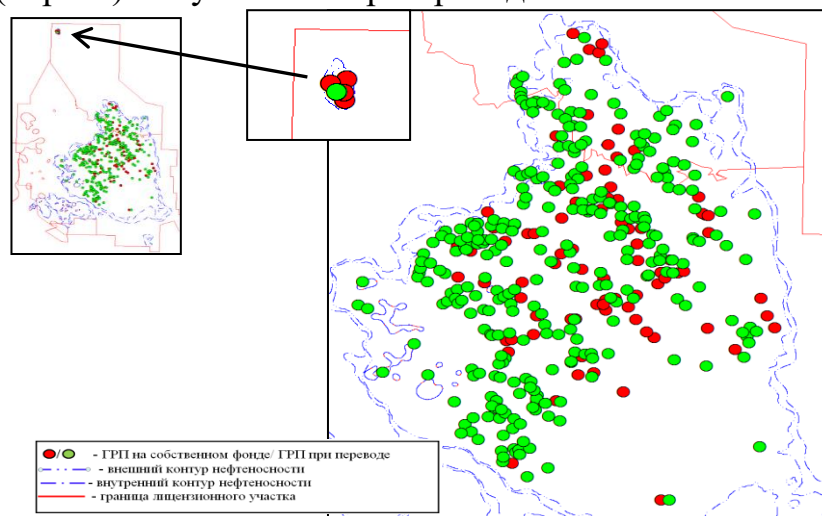 - ГРП на собственном фонде/ ГРП при переводе
- внешний контур нефтеносности
- внутренний контур нефтеносности
- граница лицензионного участка